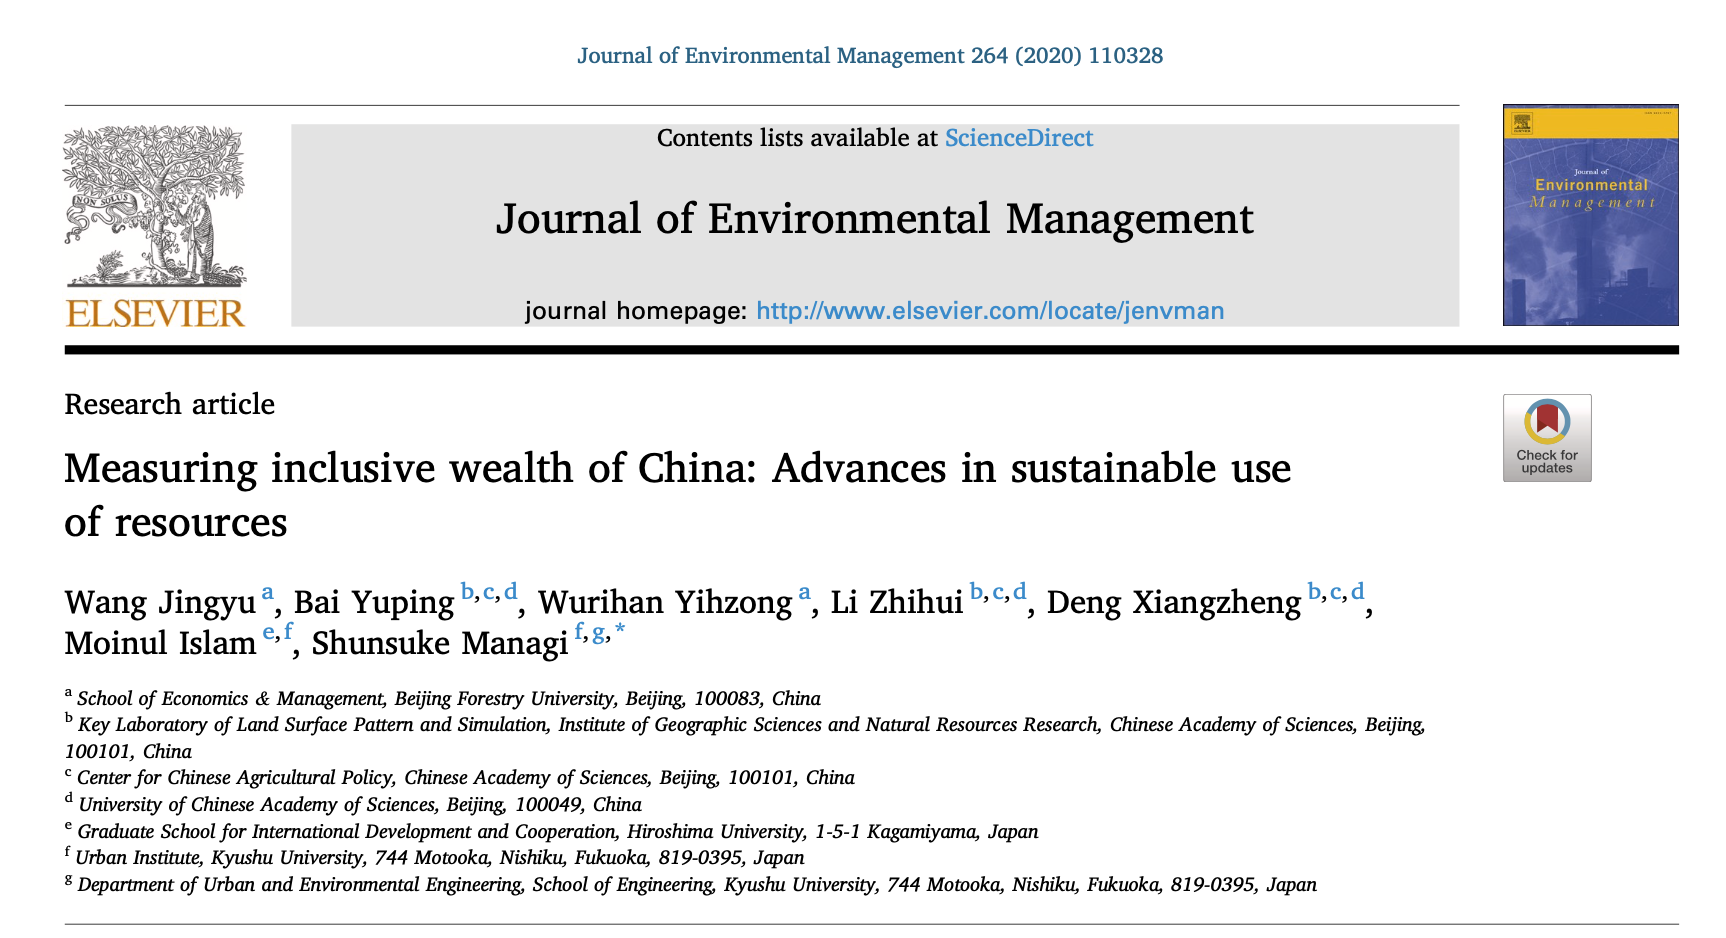 Journal of Environmental Management 264 (2020) 110328
Contents lists available at ScienceDirect
Journal of Environmental Management
journal homepage: http://www.elsevier.com/locate/jenvman
NON SOLUS
ELSEVIER
ELSEVIER
Journal of
Environmental
Management
Research article
Check for
updates
Measuring inclusive wealth of China: Advances in sustainable use
of resources
Wang Jingyu a, Bai Yuping b,c,d, Wurihan Yihzong a, Li Zhihui b,c,d, Deng Xiangzheng b,c,d,
Moinul Islam e,f, Shunsuke Managi f,g,*
a School of Economics & Management, Beijing Forestry University, Beijing, 100083, China
b Key Laboratory of Land Surface Pattern and Simulation, Institute of Geographic Sciences and Natural Resources Research, Chinese Academy of Sciences, Beijing,
100101, China
c Center for Chinese Agricultural Policy, Chinese Academy of Sciences, Beijing, 100101, China
d University of Chinese Academy of Sciences, Beijing, 100049, China
e Graduate School for International Development and Cooperation, Hiroshima University, 1-5-1 Kagamiyama, Japan
f Urban Institute, Kyushu University, 744 Motooka, Nishiku, Fukuoka, 819-0395, Japan
g Department of Urban and Environmental Engineering, School of Engineering, Kyushu University, 744 Motooka, Nishiku, Fukuoka, 819-0395, Japan